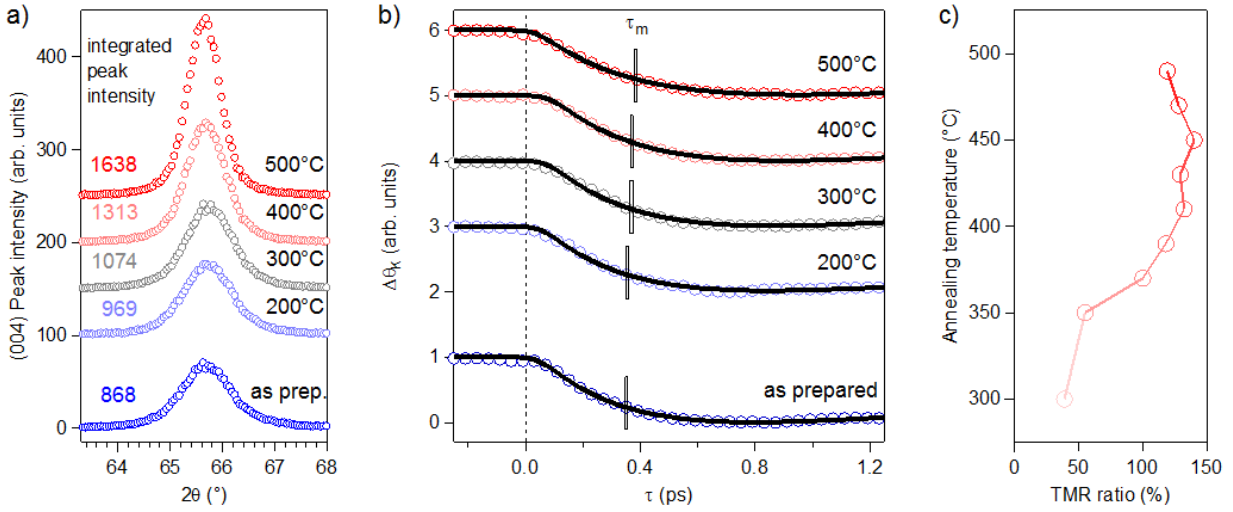 a)
(004) Peak intensity (arb. units)
400
300
200
100
0
integrated
peak
intensity
1638
500°C
1313
400°C
1074
300°C
969
200°C
868
as prep.
64
65
66
67
68
2θ (°)
b)
Δθk (arb. units)
6
5
4
3
2
1
0
τm
500°C
400°C
300°C
200°C
as prepared
0.0
0.4
0.8
1.2
τ (ps)
c)
Annealing temperature (°C)
500
450
400
350
300
0
50
100
150
TMR ratio (%)